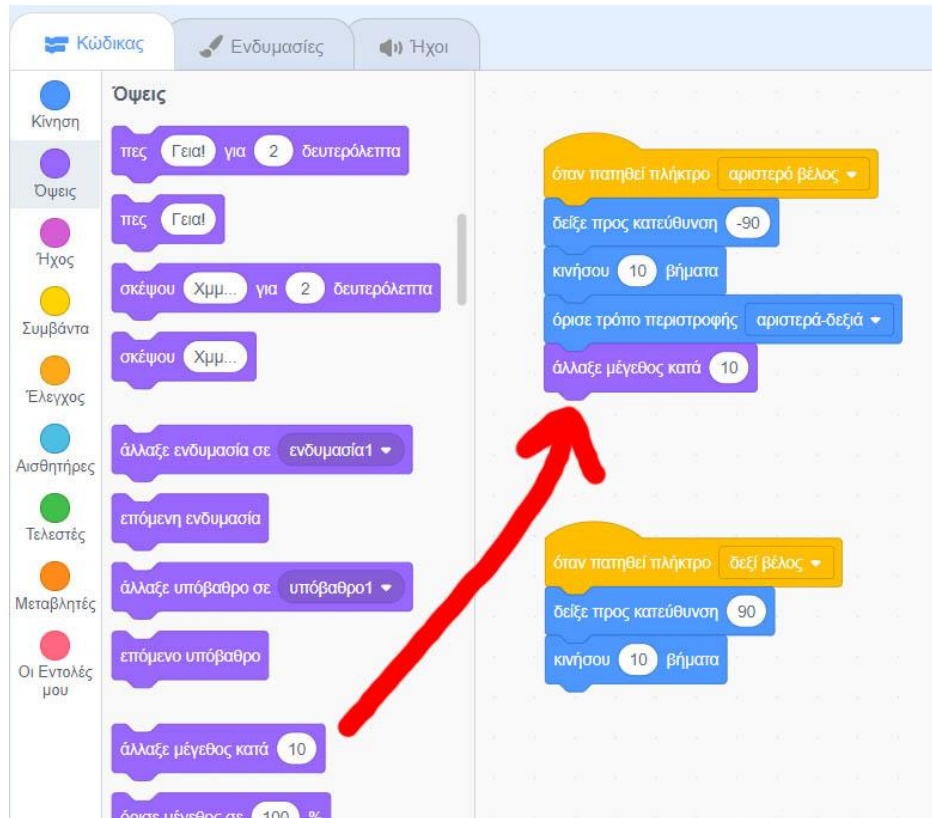 Κώδικας
Ενδυμασίες
Ήχοι
Κίνηση
Όψεις
Ήχος
Συμβάντα
Έλεγχος
Αισθητήρες
Τελεστές
Μεταβλητές
Οι Εντολές
μου
Όψεις
πες Γεια! για 2 δευτερόλεπτα
πες Γεια!
σκέψου Χμμ... για 2 δευτερόλεπτα
σκέψου Χμμ...
άλλαξε ενδυμασία σε ενδυμασία1
επόμενη ενδυμασία
άλλαξε υπόβαθρο σε υπόβαθρο1
επόμενο υπόβαθρο
άλλαξε μέγεθος κατά 10
όρισε μέγεθος σε 100 %
όταν πατηθεί πλήκτρο αριστερό βέλος
δείξε προς κατεύθυνση -90
κινήσου 10 βήματα
όρισε τρόπο περιστροφής αριστερά-δεξιά
άλλαξε μέγεθος κατά 10
όταν πατηθεί πλήκτρο δεξί βέλος
δείξε προς κατεύθυνση 90
κινήσου 10 βήματα